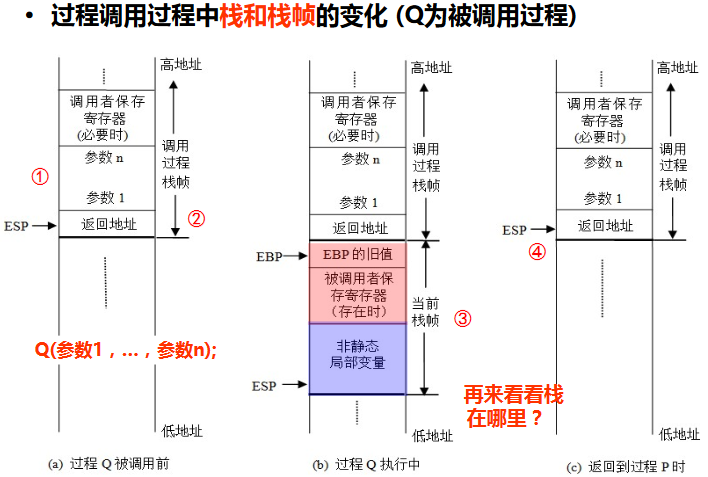 • 过程调用过程中栈和栈帧的变化 (Q为被调用过程)
高地址
调用者保存
寄存器
(必要时)
参数 n
参数 1
返回地址
调用
过程
栈帧
①
②
ESP
Q(参数1，…，参数n);
低地址
(a) 过程 Q 被调用前
高地址
调用者保存
寄存器
(必要时)
参数 n
参数 1
返回地址
调用
过程
栈帧
EBP
EBP 的旧值
被调用者保
存寄存器
（存在时）
非静态
局部变量
当前
栈帧
③
ESP
再来看看栈
在哪里？
低地址
(b) 过程 Q 执行中
高地址
调用者保存
寄存器
(必要时)
参数 n
参数 1
返回地址
调用
过程
栈帧
ESP
④
低地址
(c) 返回到过程 P 时